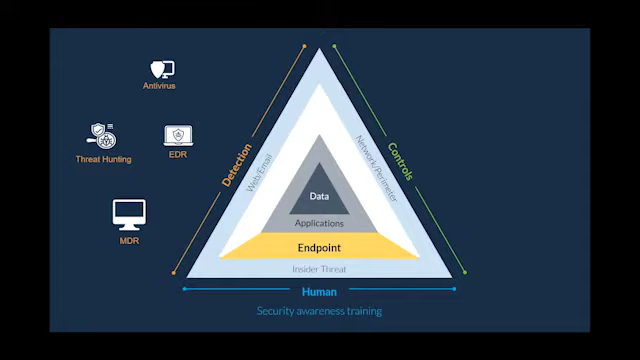 Antivirus
Threat Hunting
EDR
MDR
Detection
Controls
Web/Email
Network/Perimeter
Data
Applications
Endpoint
Insider Threat
Human
Security awareness training